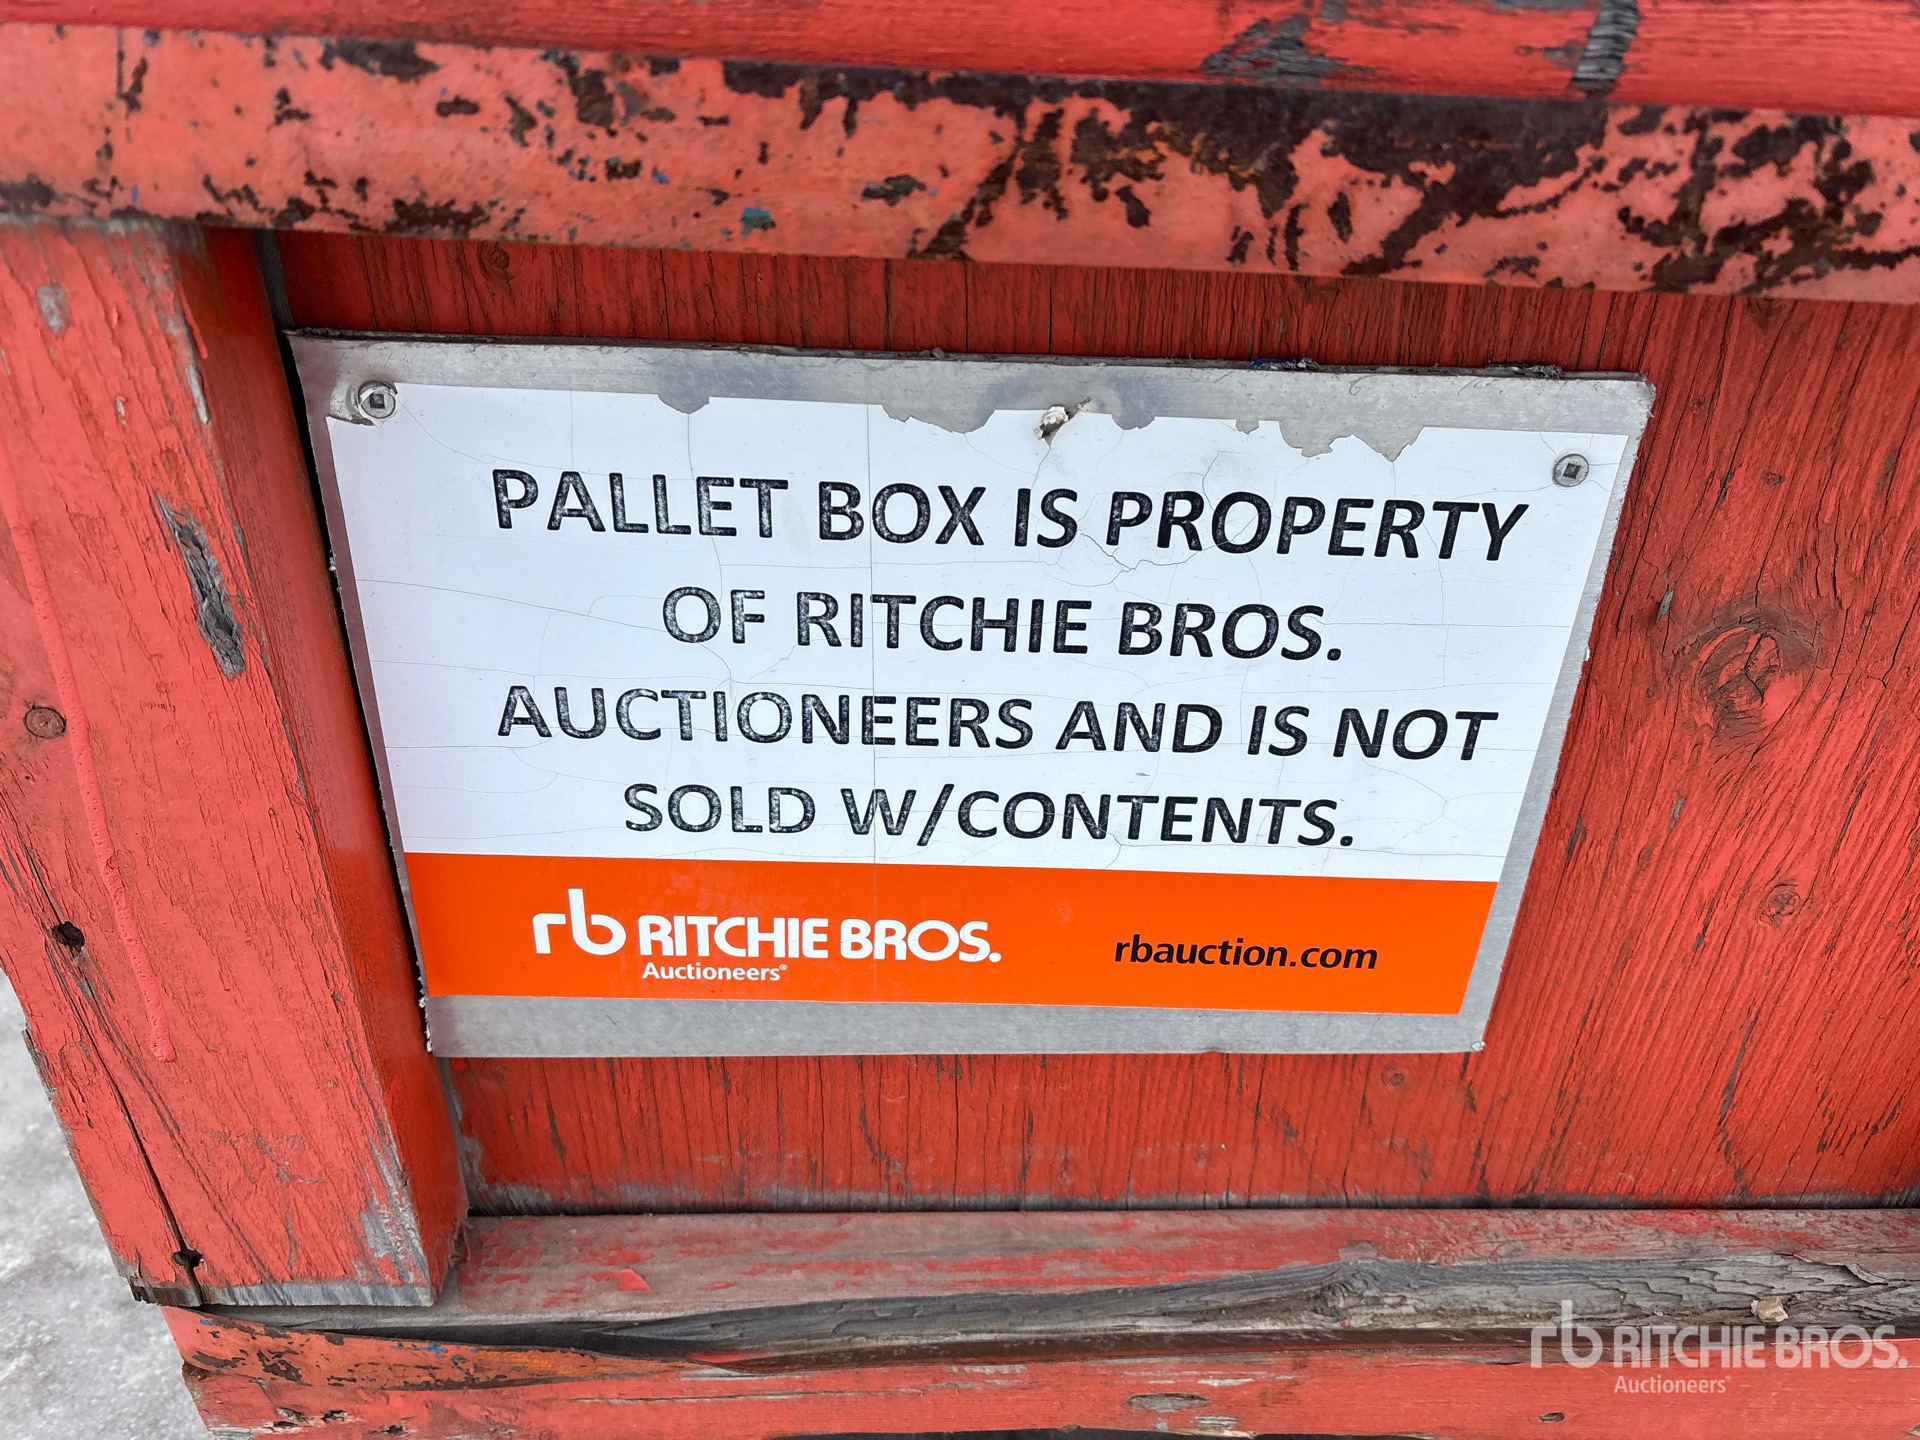 PALLET BOX IS PROPERTY
OF RITCHIE BROS.
AUCTIONEERS AND IS NOT
SOLD W/CONTENTS.
rb RITCHIE BROS.
Auctioneers®
rbauction.com
rb RITCHIE BROS.
Auctioneers®